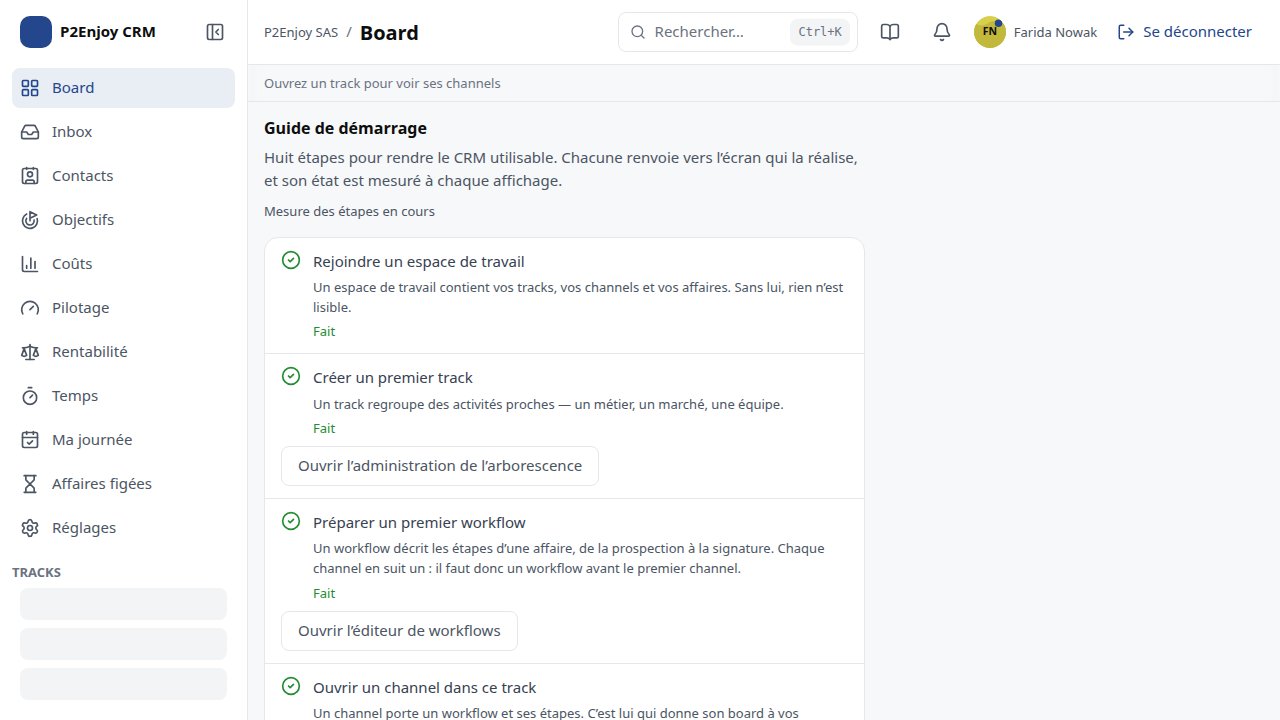 P2Enjoy CRM
Board
Inbox
Contacts
Objectifs
Coûts
Pilotage
Rentabilité
Temps
Ma journée
Affaires figées
Réglages
TRACKS
P2Enjoy SAS / Board
Rechercher...
Ctrl+K
FN
Farida Nowak
Se déconnecter
Ouvrez un track pour voir ses channels
Guide de démarrage
Huit étapes pour rendre le CRM utilisable. Chacune renvoie vers l’écran qui la réalise,
et son état est mesuré à chaque affichage.
Mesure des étapes en cours
Rejoindre un espace de travail
Un espace de travail contient vos tracks, vos channels et vos affaires. Sans lui, rien n’est
lisible.
Fait
Créer un premier track
Un track regroupe des activités proches — un métier, un marché, une équipe.
Fait
Ouvrir l’administration de l’arborescence
Préparer un premier workflow
Un workflow décrit les étapes d’une affaire, de la prospection à la signature. Chaque
channel en suit un : il faut donc un workflow avant le premier channel.
Fait
Ouvrir l’éditeur de workflows
Ouvrir un channel dans ce track
Un channel porte un workflow et ses étapes. C’est lui qui donne son board à vos